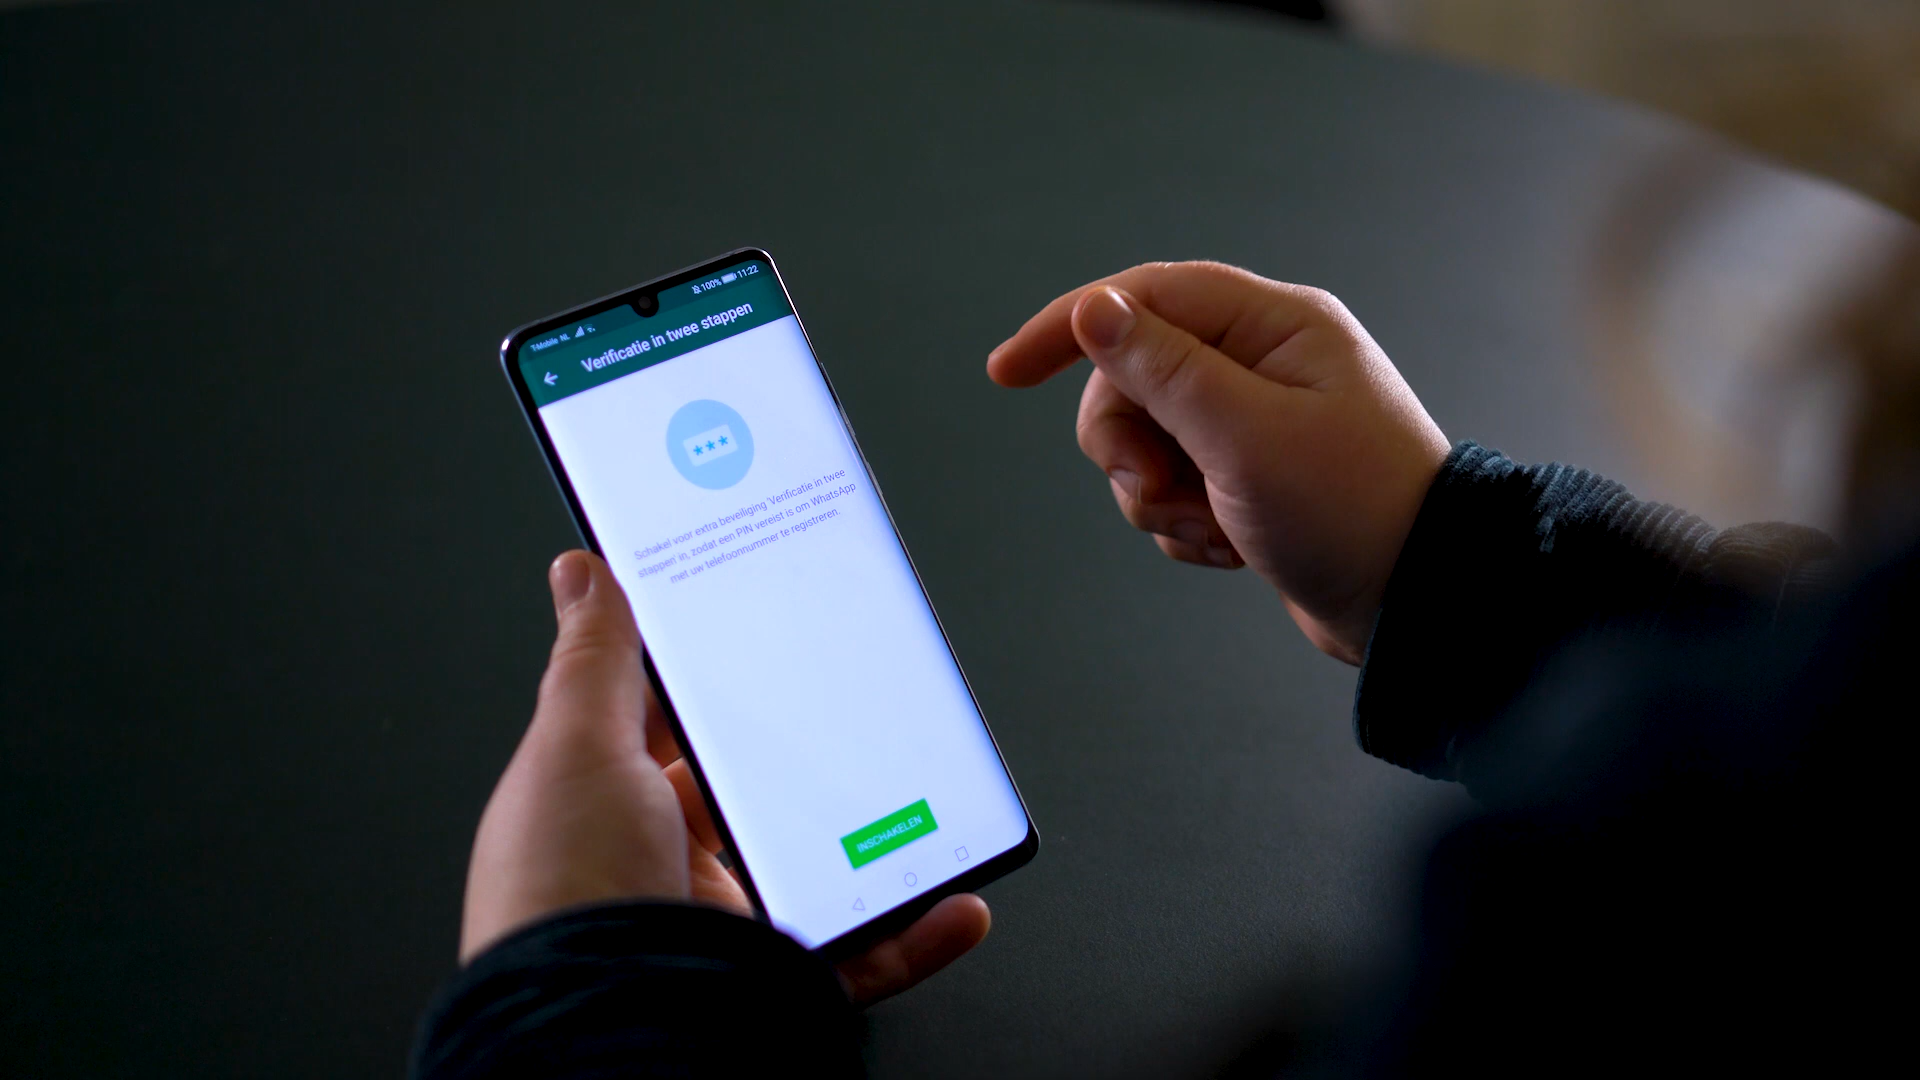 T-Mobile NL 100% 11:22
Verificatie in twee stappen
***
Schakel voor extra beveiliging 'Verificatie in twee
stappen' in, zodat een PIN vereist is om WhatsApp
met uw telefoonnummer te registreren.
INSCHAKELEN